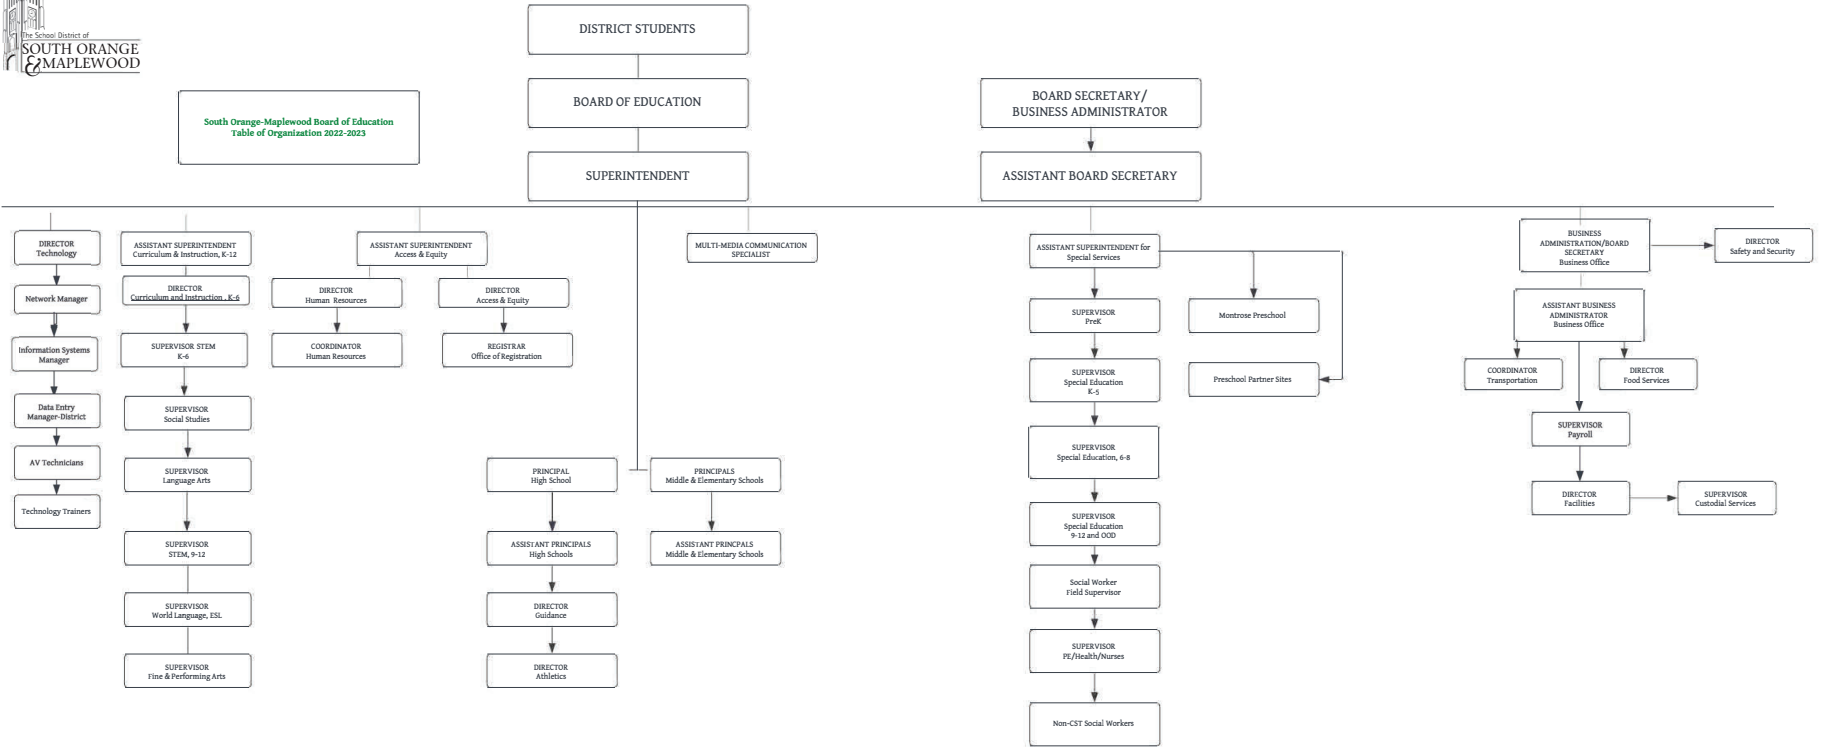 The School District of
SOUTH ORANGE
& MAPLEWOOD
South Orange-Maplewood Board of Education
Table of Organization 2022-2023
DISTRICT STUDENTS
BOARD OF EDUCATION
SUPERINTENDENT
BOARD SECRETARY/
BUSINESS ADMINISTRATOR
ASSISTANT BOARD SECRETARY
DIRECTOR
Technology
Network Manager
Information Systems
Manager
Data Entry
Manager-District
AV Technicians
Technology Trainers
ASSISTANT SUPERINTENDENT
Curriculum & Instruction, K-12
DIRECTOR
Curriculum and Instruction , K-6
SUPERVISOR STEM
K-6
SUPERVISOR
Social Studies
SUPERVISOR
Language Arts
SUPERVISOR
STEM, 9-12
SUPERVISOR
World Language, ESL
SUPERVISOR
Fine & Performing Arts
ASSISTANT SUPERINTENDENT
Access & Equity
DIRECTOR
Human Resources
COORDINATOR
Human Resources
DIRECTOR
Access & Equity
REGISTRAR
Office of Registration
PRINCIPAL
High School
ASSISTANT PRINCIPALS
High Schools
DIRECTOR
Guidance
DIRECTOR
Athletics
PRINCIPALS
Middle & Elementary Schools
ASSISTANT PRINCPALS
Middle & Elementary Schools
MULTI-MEDIA COMMUNICATION
SPECIALIST
ASSISTANT SUPERINTENDENT for
Special Services
SUPERVISOR
PreK
SUPERVISOR
Special Education
K-5
SUPERVISOR
Special Education, 6-8
SUPERVISOR
Special Education
9-12 and OOD
Social Worker
Field Supervisor
SUPERVISOR
PE/Health/Nurses
Non-CST Social Workers
Montrose Preschool
Preschool Partner Sites
BUSINESS
ADMINISTRATION/BOARD
SECRETARY
Business Office
DIRECTOR
Safety and Security
ASSISTANT BUSINESS
ADMINISTRATOR
Business Office
COORDINATOR
Transportation
DIRECTOR
Food Services
SUPERVISOR
Payroll
DIRECTOR
Facilities
SUPERVISOR
Custodial Services